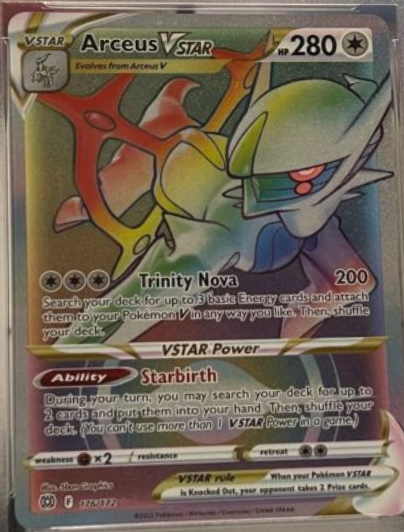 VSTAR Arceus VSTAR HP 280
Evolves from Arceus V
Trinity Nova 200
Search your deck for up to 3 basic Energy cards and attach
them to your Pokémon V in any way you like. Then, shuffle
your deck.
VSTAR Power
Ability Starbirth
During your turn, you may search your deck for up to
2 cards and put them into your hand. Then, shuffle your
deck. (You can't use more than 1 VSTAR Power in a game.)
weakness x2 resistance retreat
VSTAR rule When your Pokémon VSTAR
is Knocked Out, your opponent takes 2 Prize cards.
Illus. 5ban Graphics
F 176/172
©2022 Pokémon / Nintendo / Creatures / GAME FREAK